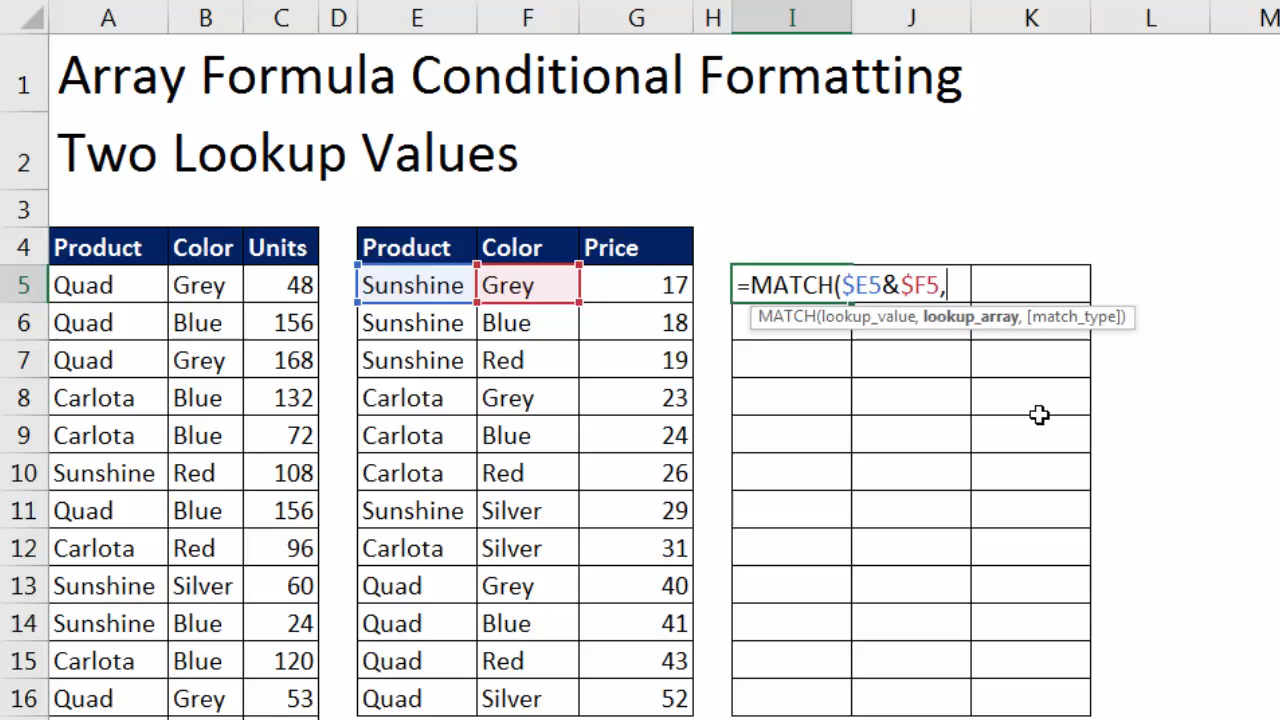 A B C D E F G H I J K L M
1 Array Formula Conditional Formatting
2 Two Lookup Values
3
4 Product Color Units Product Color Price
5 Quad Grey 48 Sunshine Grey 17 =MATCH($E5&$F5,
6 Quad Blue 156 Sunshine Blue 18 MATCH(lookup_value, lookup_array, [match_type])
7 Quad Grey 168 Sunshine Red 19
8 Carlota Blue 132 Carlota Grey 23
9 Carlota Blue 72 Carlota Blue 24
10 Sunshine Red 108 Carlota Red 26
11 Quad Blue 156 Sunshine Silver 29
12 Carlota Red 96 Carlota Silver 31
13 Sunshine Silver 60 Quad Grey 40
14 Sunshine Blue 24 Quad Blue 41
15 Carlota Blue 120 Quad Red 43
16 Quad Grey 53 Quad Silver 52